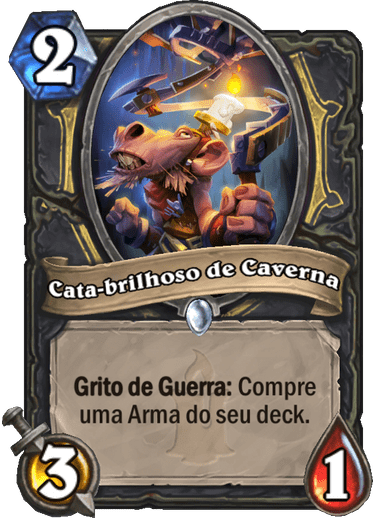 2
Cata-brilhoso de Caverna
Grito de Guerra: Compre
uma Arma do seu deck.
3
1